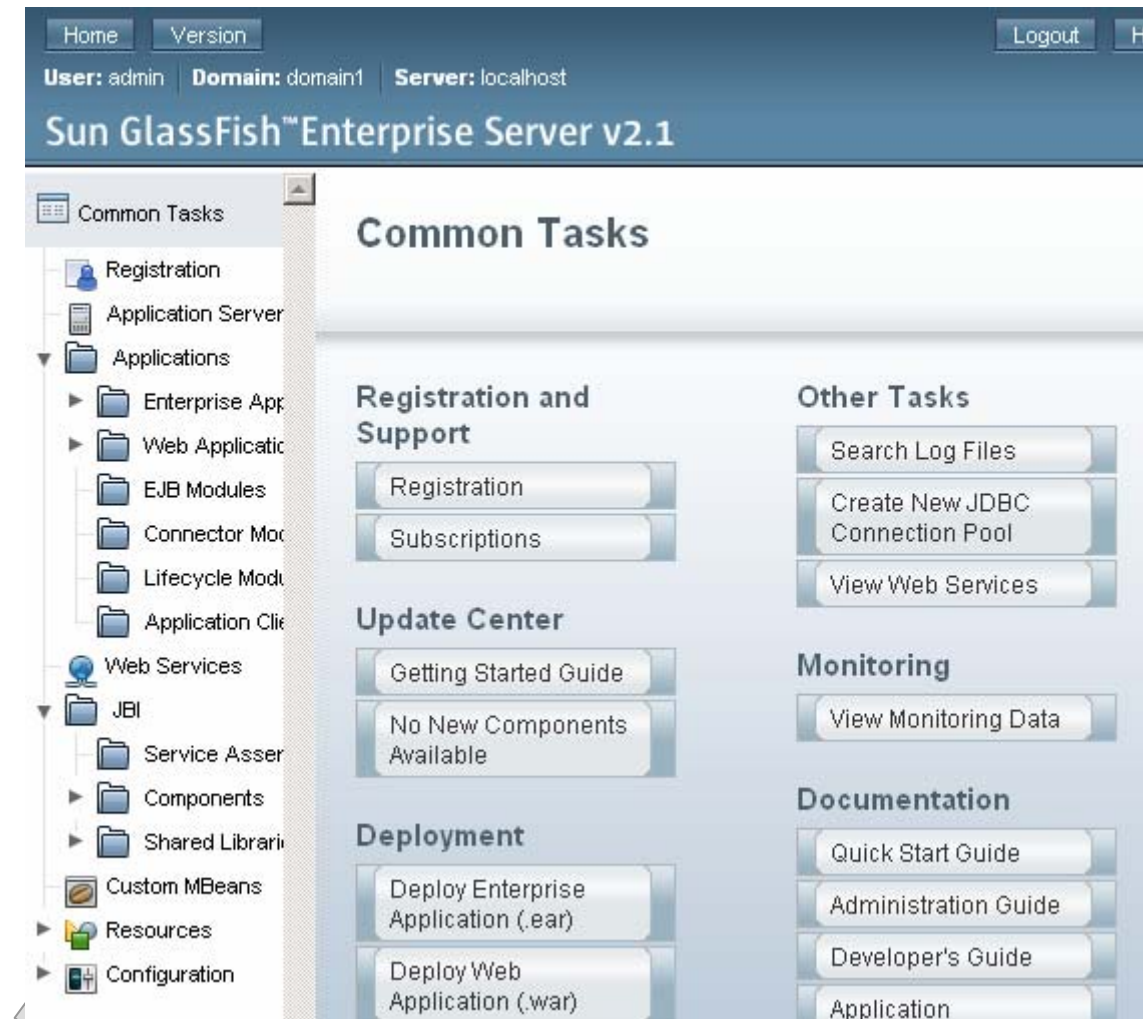 Home Version Logout H
User: admin Domain: domain1 Server: localhost
Sun GlassFish™ Enterprise Server v2.1
Common Tasks
Registration
Application Server
Applications
Enterprise App
Web Applicatic
EJB Modules
Connector Mod
Lifecycle Modu
Application Clie
Web Services
JBI
Service Asser
Components
Shared Librari
Custom MBeans
Resources
Configuration
Common Tasks
Registration and
Support
Registration
Subscriptions
Update Center
Getting Started Guide
No New Components
Available
Deployment
Deploy Enterprise
Application (.ear)
Deploy Web
Application (.war)
Other Tasks
Search Log Files
Create New JDBC
Connection Pool
View Web Services
Monitoring
View Monitoring Data
Documentation
Quick Start Guide
Administration Guide
Developer's Guide
Application